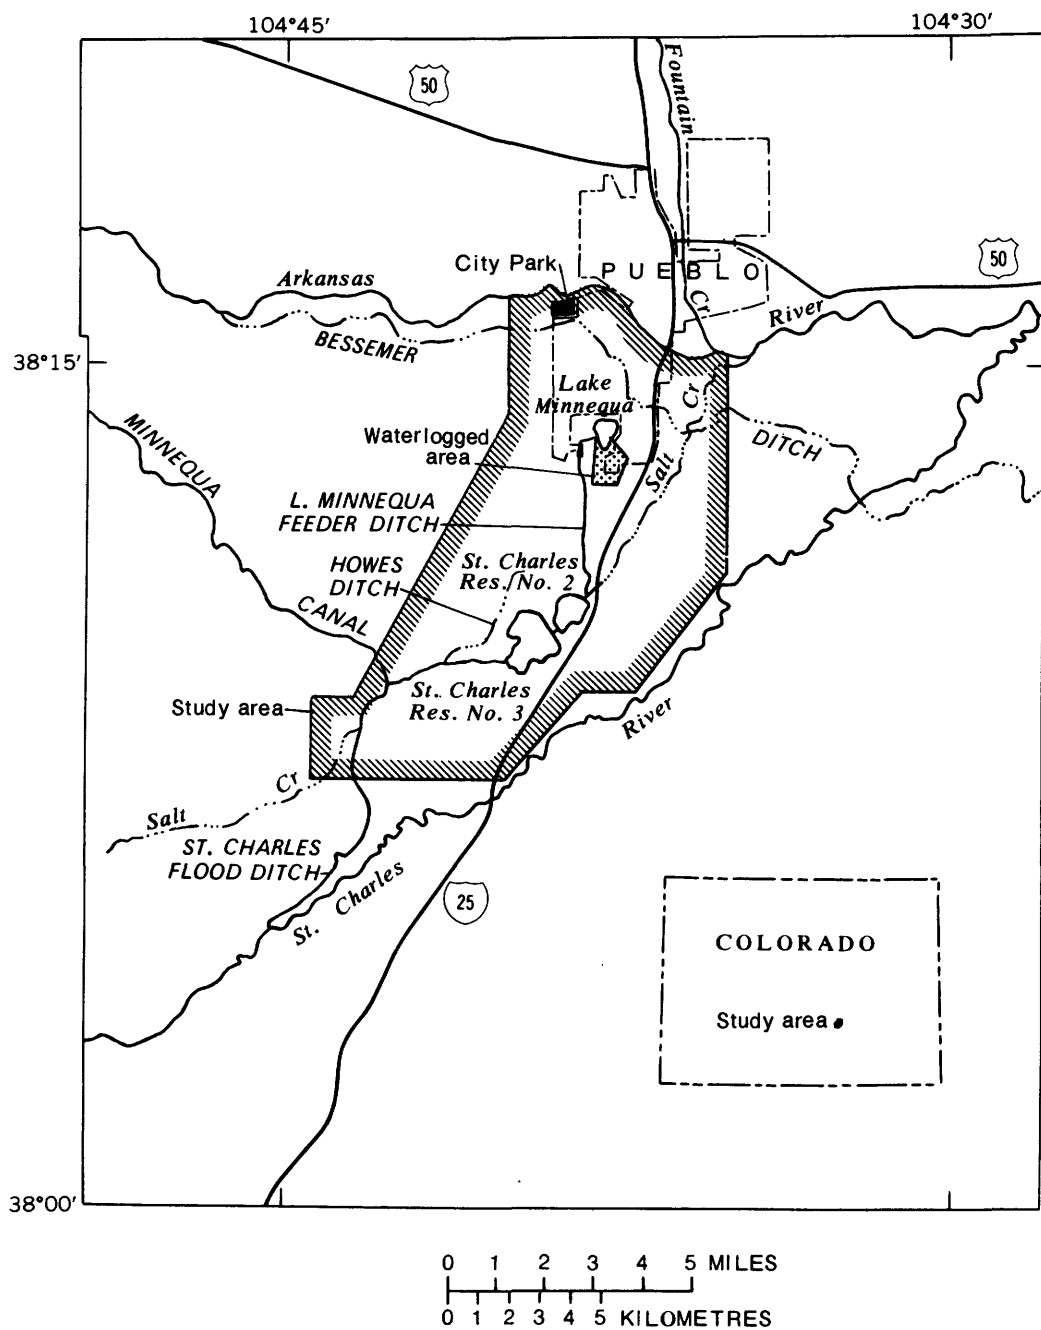 104°45'
104°30'
50
Fountain
City Park
PUEBLO
50
Arkansas
Cr
River
BESSEMER
38°15'
Lake
Minnequa
Cr
MINNEQUA
Waterlogged
area
DITCH
Salt
L. MINNEQUA
FEEDER DITCH
HOWES
DITCH
St. Charles
Res. No. 2
CANAL
St. Charles
Res. No. 3
Study area
River
Cr
Salt
ST. CHARLES
FLOOD DITCH
St. Charles
25
COLORADO
Study area
38°00'
0 1 2 3 4 5 MILES
0 1 2 3 4 5 KILOMETRES